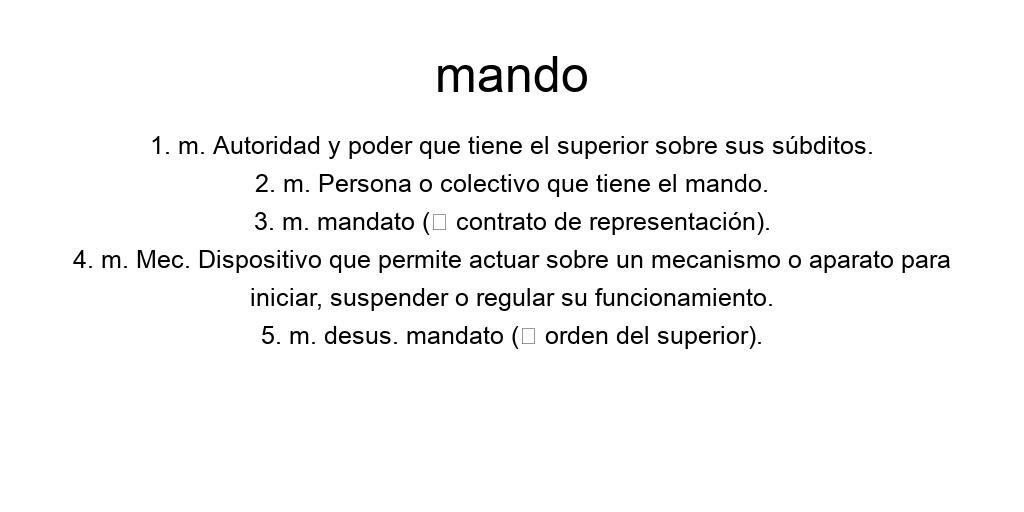 mando
1. m. Autoridad y poder que tiene el superior sobre sus súbditos.
2. m. Persona o colectivo que tiene el mando.
3. m. mandato (□ contrato de representación).
4. m. Mec. Dispositivo que permite actuar sobre un mecanismo o aparato para
iniciar, suspender o regular su funcionamiento.
5. m. desus. mandato (□ orden del superior).